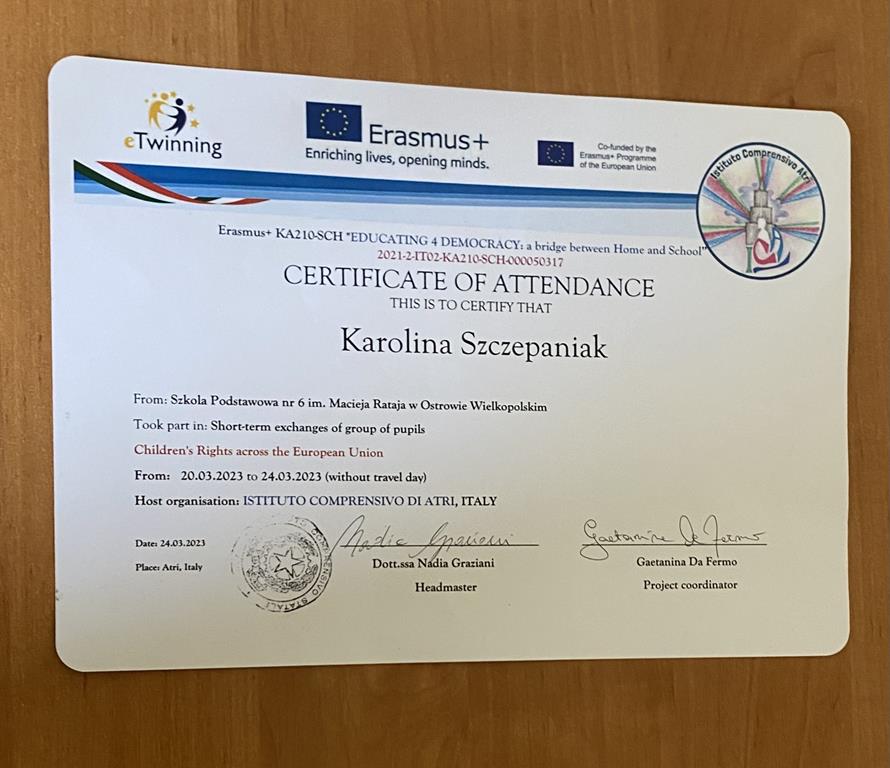 eTwinning
Erasmus+
Enriching lives, opening minds.
Co-funded by the
Erasmus+ Programme
of the European Union
Istituto Comprensivo Atri
Erasmus+ KA210-SCH "EDUCATING 4 DEMOCRACY: a bridge between Home and School"
2021-2-IT02-KA210-SCH-000050317
CERTIFICATE OF ATTENDANCE
THIS IS TO CERTIFY THAT
Karolina Szczepaniak
From: Szkola Podstawowa nr 6 im. Macieja Rataja w Ostrowie Wielkopolskim
Took part in: Short-term exchanges of group of pupils
Children's Rights across the European Union
From: 20.03.2023 to 24.03.2023 (without travel day)
Host organisation: ISTITUTO COMPRENSIVO DI ATRI, ITALY
Date: 24.03.2023
Place: Atri, Italy
COMPRENSIVO STATALE
Nadia Graziani
Dott.ssa Nadia Graziani
Headmaster
Gaetanina Da Fermo
Gaetanina Da Fermo
Project coordinator